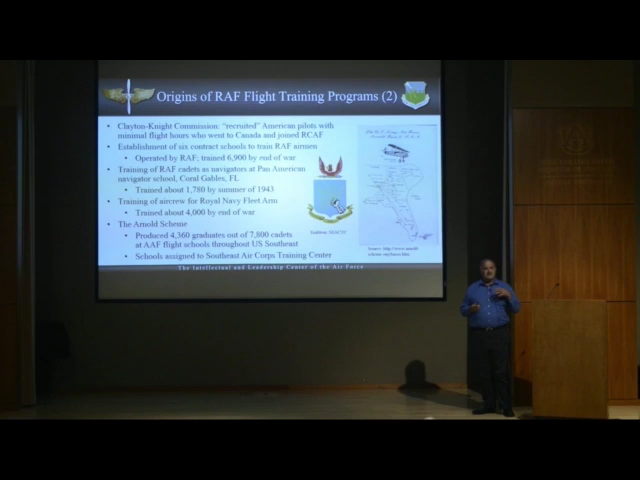 Origins of RAF Flight Training Programs (2)
• Clayton-Knight Commission: "recruited" American pilots with
minimal flight hours who went to Canada and joined RCAF
• Establishment of six contract schools to train RAF airmen
• Operated by RAF; trained 6,900 by end of war
• Training of RAF cadets as navigators at Pan American
navigator school, Coral Gables, FL
• Trained about 1,780 by summer of 1943
• Training of aircrew for Royal Navy Fleet Arm
• Trained about 4,000 by end of war
• The Arnold Scheme
• Produced 4,360 graduates out of 7,800 cadets
at AAF flight schools throughout US Southeast
• Schools assigned to Southeast Air Corps Training Center
Source: http://www.arnold-
The Intellectual and Leadership Center of the Air Force